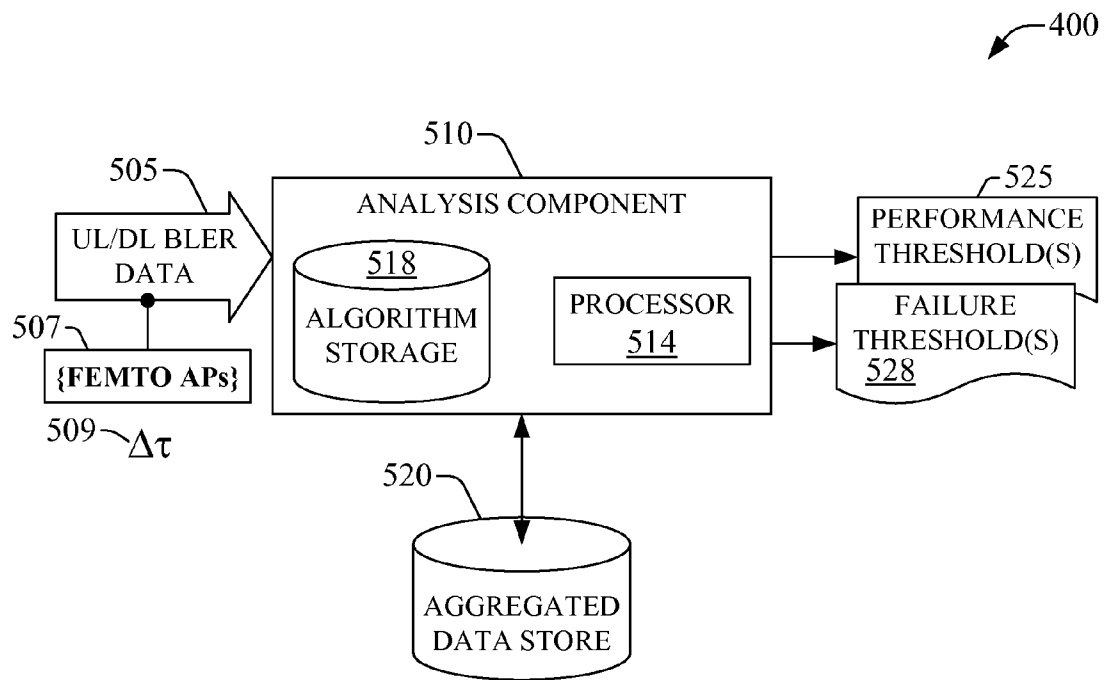 400
510
505
525
ANALYSIS COMPONENT
PERFORMANCE
THRESHOLD(S)
UL/DL BLER
DATA
518
ALGORITHM
STORAGE
PROCESSOR
514
FAILURE
THRESHOLD(S)
528
507
{FEMTO APs}
509
Δτ
520
AGGREGATED
DATA STORE